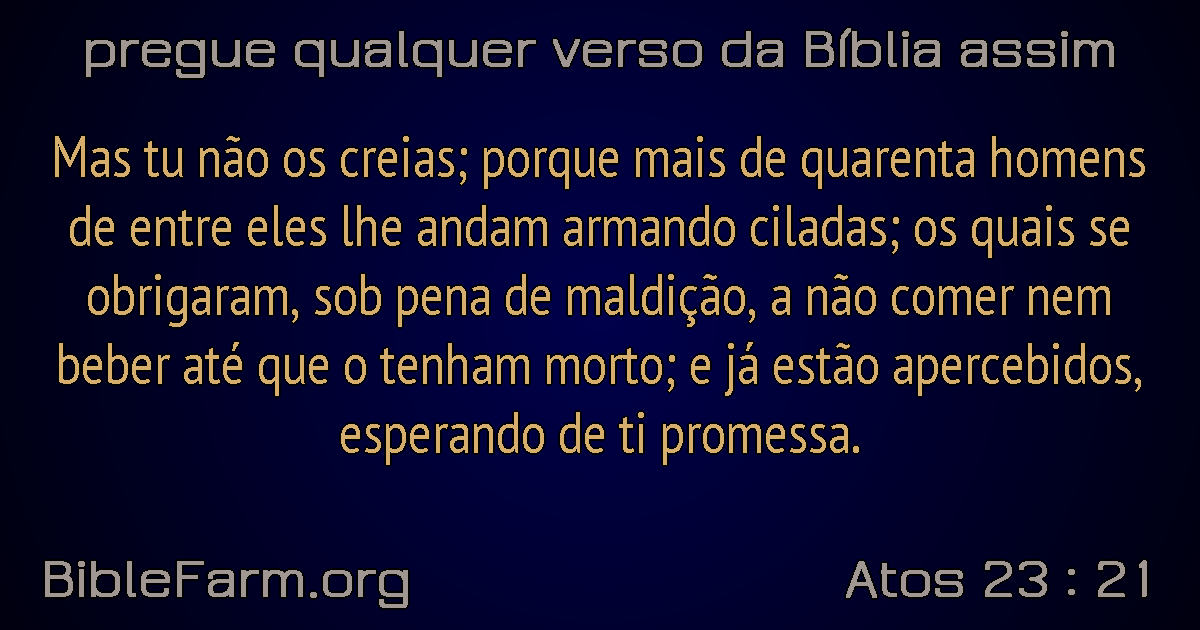 pregue qualquer verso da Bíblia assim
Mas tu não os creias; porque mais de quarenta homens
de entre eles lhe andam armando ciladas; os quais se
obrigaram, sob pena de maldição, a não comer nem
beber até que o tenham morto; e já estão apercebidos,
esperando de ti promessa.
BibleFarm.org
Atos 23 : 21